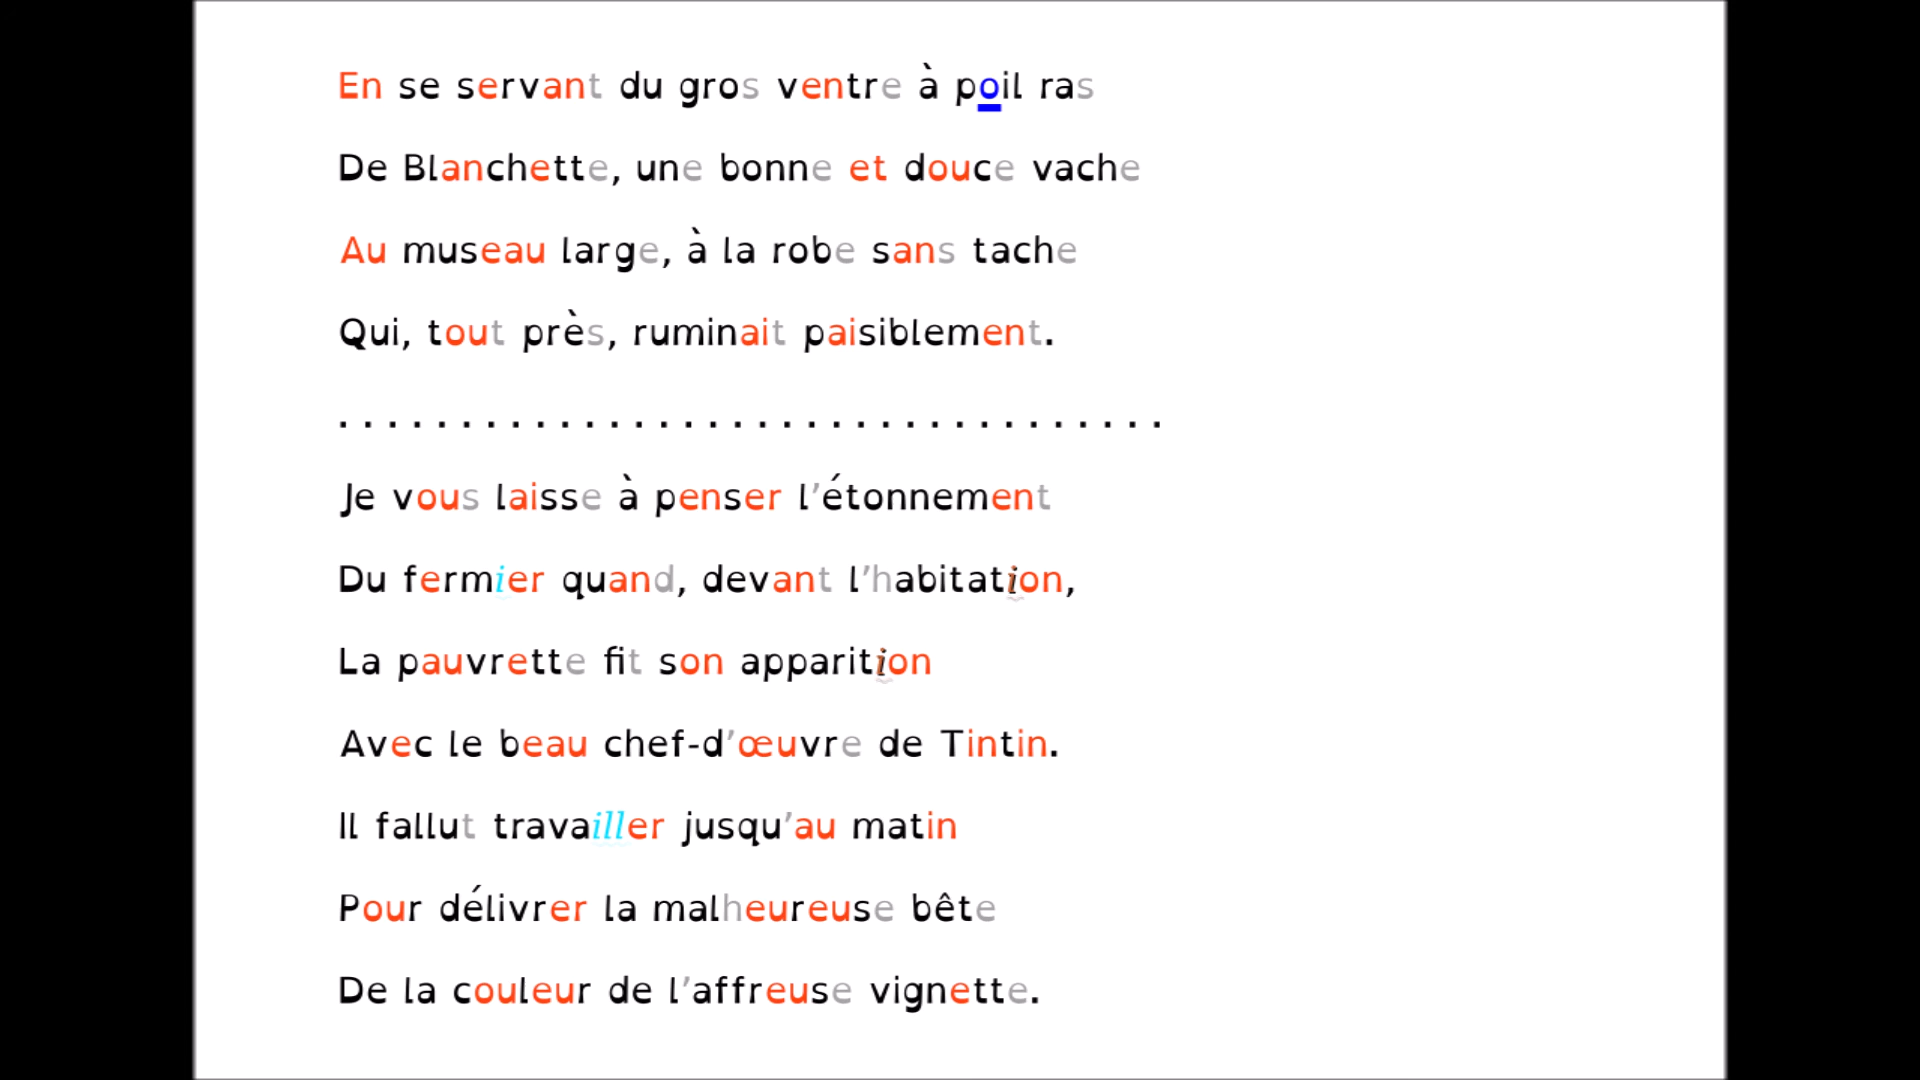 En se servant du gros ventre à poil ras
De Blanchette, une bonne et douce vache
Au museau large, à la robe sans tache
Qui, tout près, ruminait paisiblement.
. . . . . . . . . . . . . . . . . . . . . . . . . . . . . . . . . .
Je vous laisse à penser l’étonnement
Du fermier quand, devant l’habitation,
La pauvrette fit son apparition
Avec le beau chef-d’œuvre de Tintin.
Il fallut travailler jusqu’au matin
Pour délivrer la malheureuse bête
De la couleur de l’affreuse vignette.